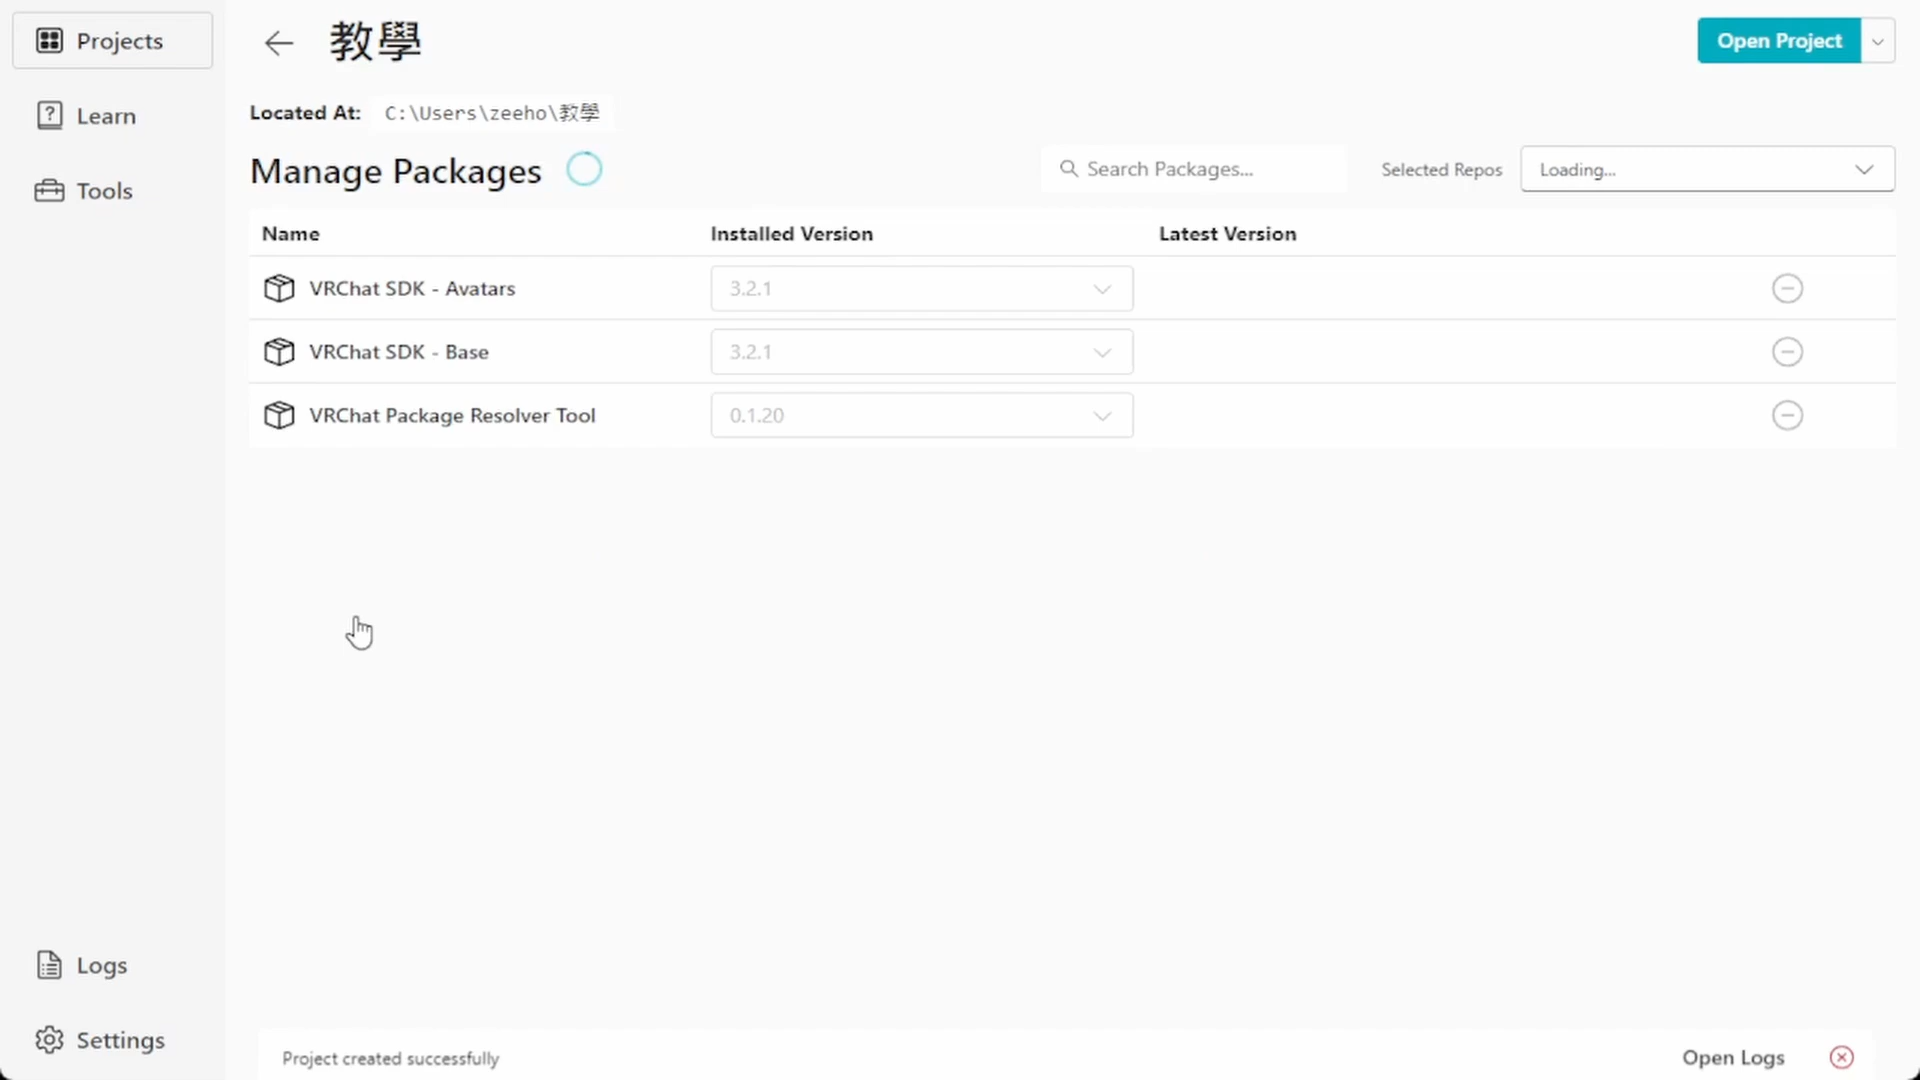 Projects
Learn
Tools
Logs
Settings
教學
Open Project
Located At: C:\Users\zeeho\教學
Manage Packages
Search Packages...
Selected Repos
Loading...
Name Installed Version Latest Version
VRChat SDK - Avatars 3.2.1
VRChat SDK - Base 3.2.1
VRChat Package Resolver Tool 0.1.20
Project created successfully
Open Logs